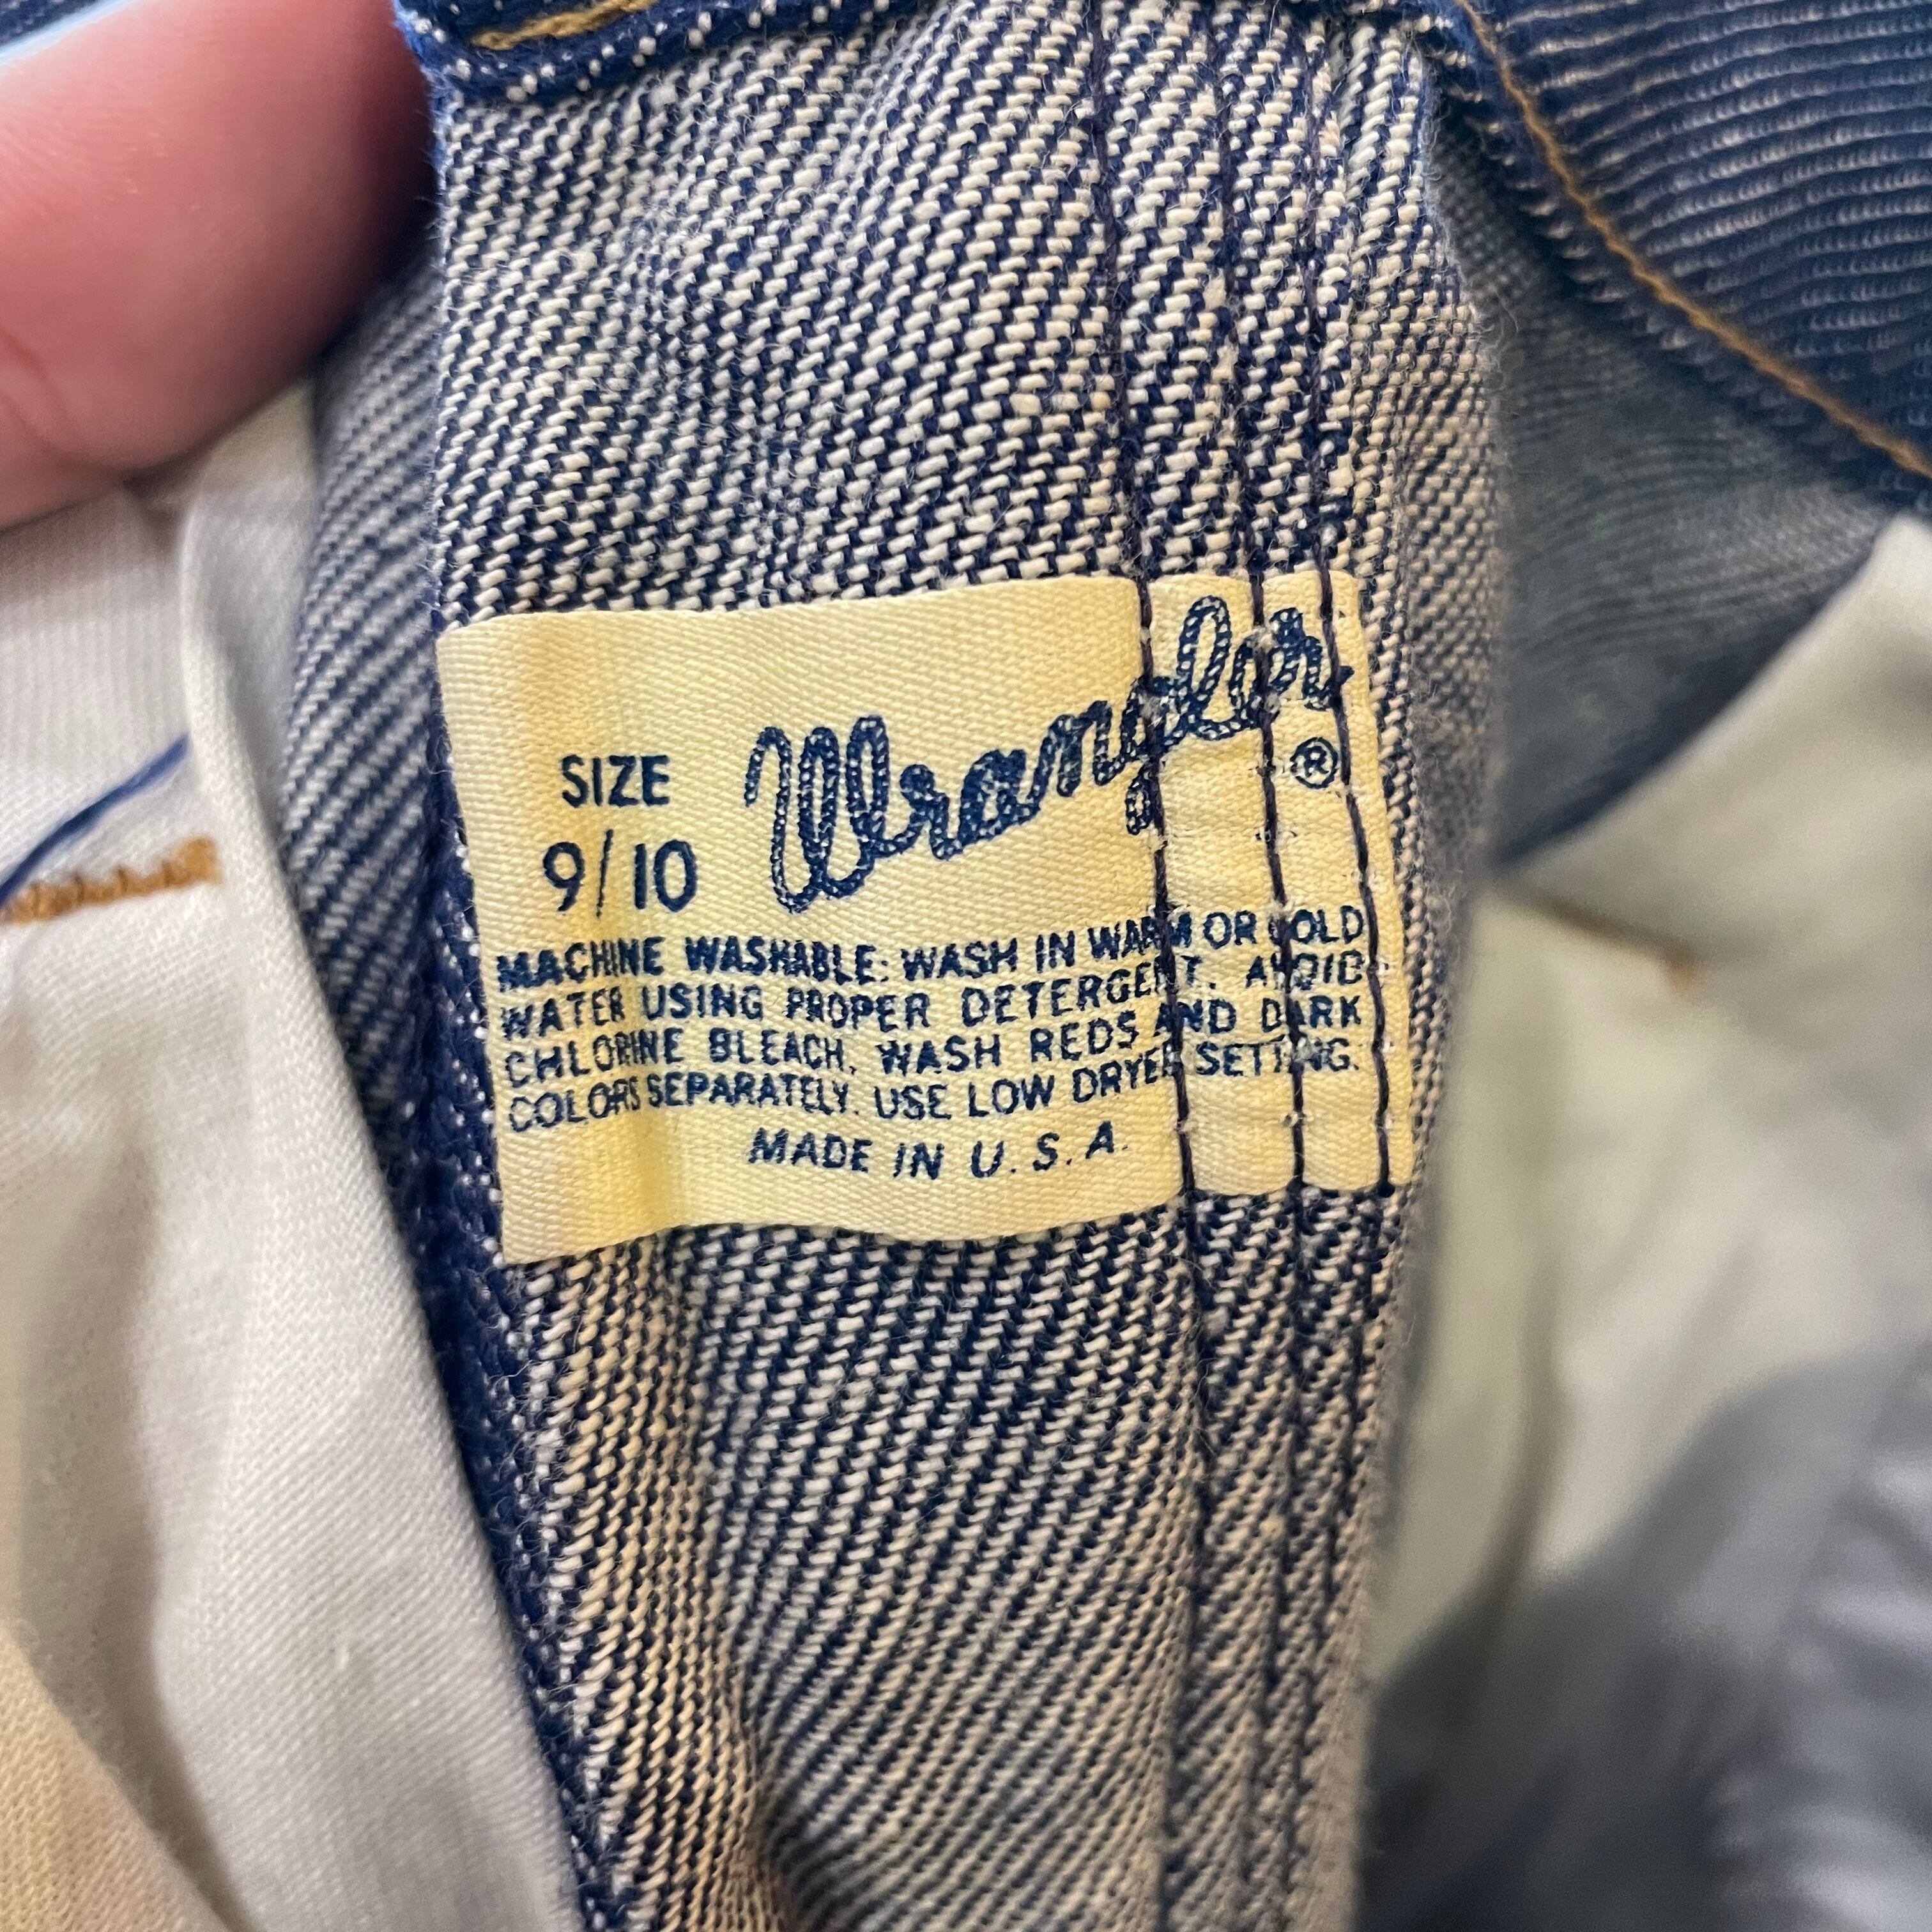 Wrangler ®
SIZE
9/10
MACHINE WASHABLE: WASH IN WARM OR COLD
WATER USING PROPER DETERGENT. AVOID
CHLORINE BLEACH. WASH REDS AND DARK
COLORS SEPARATELY. USE LOW DRYER SETTING.
MADE IN U.S.A.